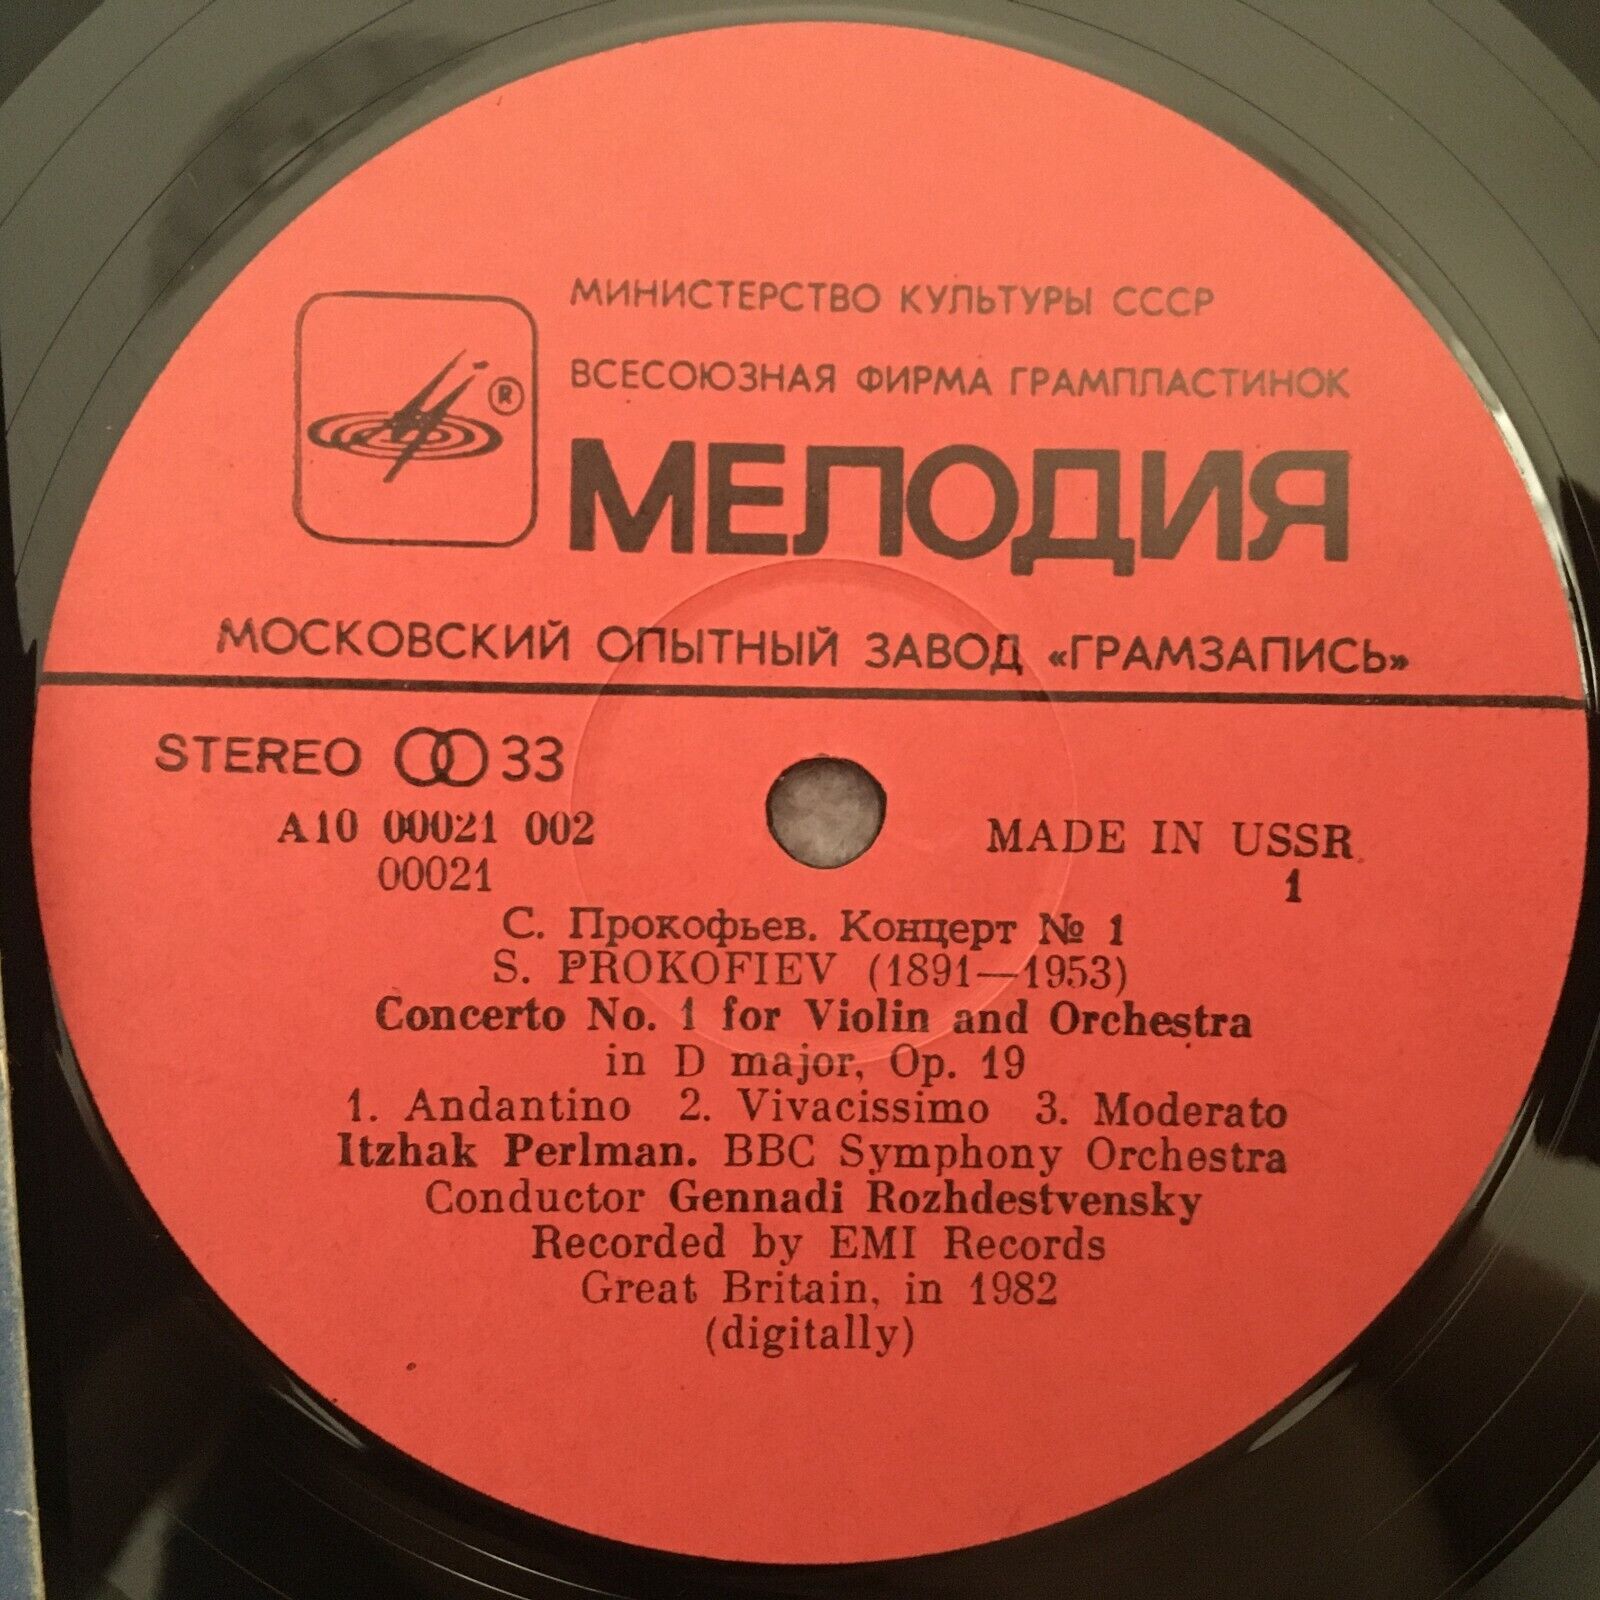 МИНИСТЕРСТВО КУЛЬТУРЫ СССР
ВСЕСОЮЗНАЯ ФИРМА ГРАМПЛАСТИНОК
®
МЕЛОДИЯ
МОСКОВСКИЙ ОПЫТНЫЙ ЗАВОД «ГРАМЗАПИСЬ»
STEREO 33
A10 00021 002
MADE IN USSR
00021
1
С. Прокофьев. Концерт № 1
S. PROKOFIEV (1891—1953)
Concerto No. 1 for Violin and Orchestra
in D major, Op. 19
1. Andantino 2. Vivacissimo 3. Moderato
Itzhak Perlman. BBC Symphony Orchestra
Conductor Gennadi Rozhdestvensky
Recorded by EMI Records
Great Britain, in 1982
(digitally)